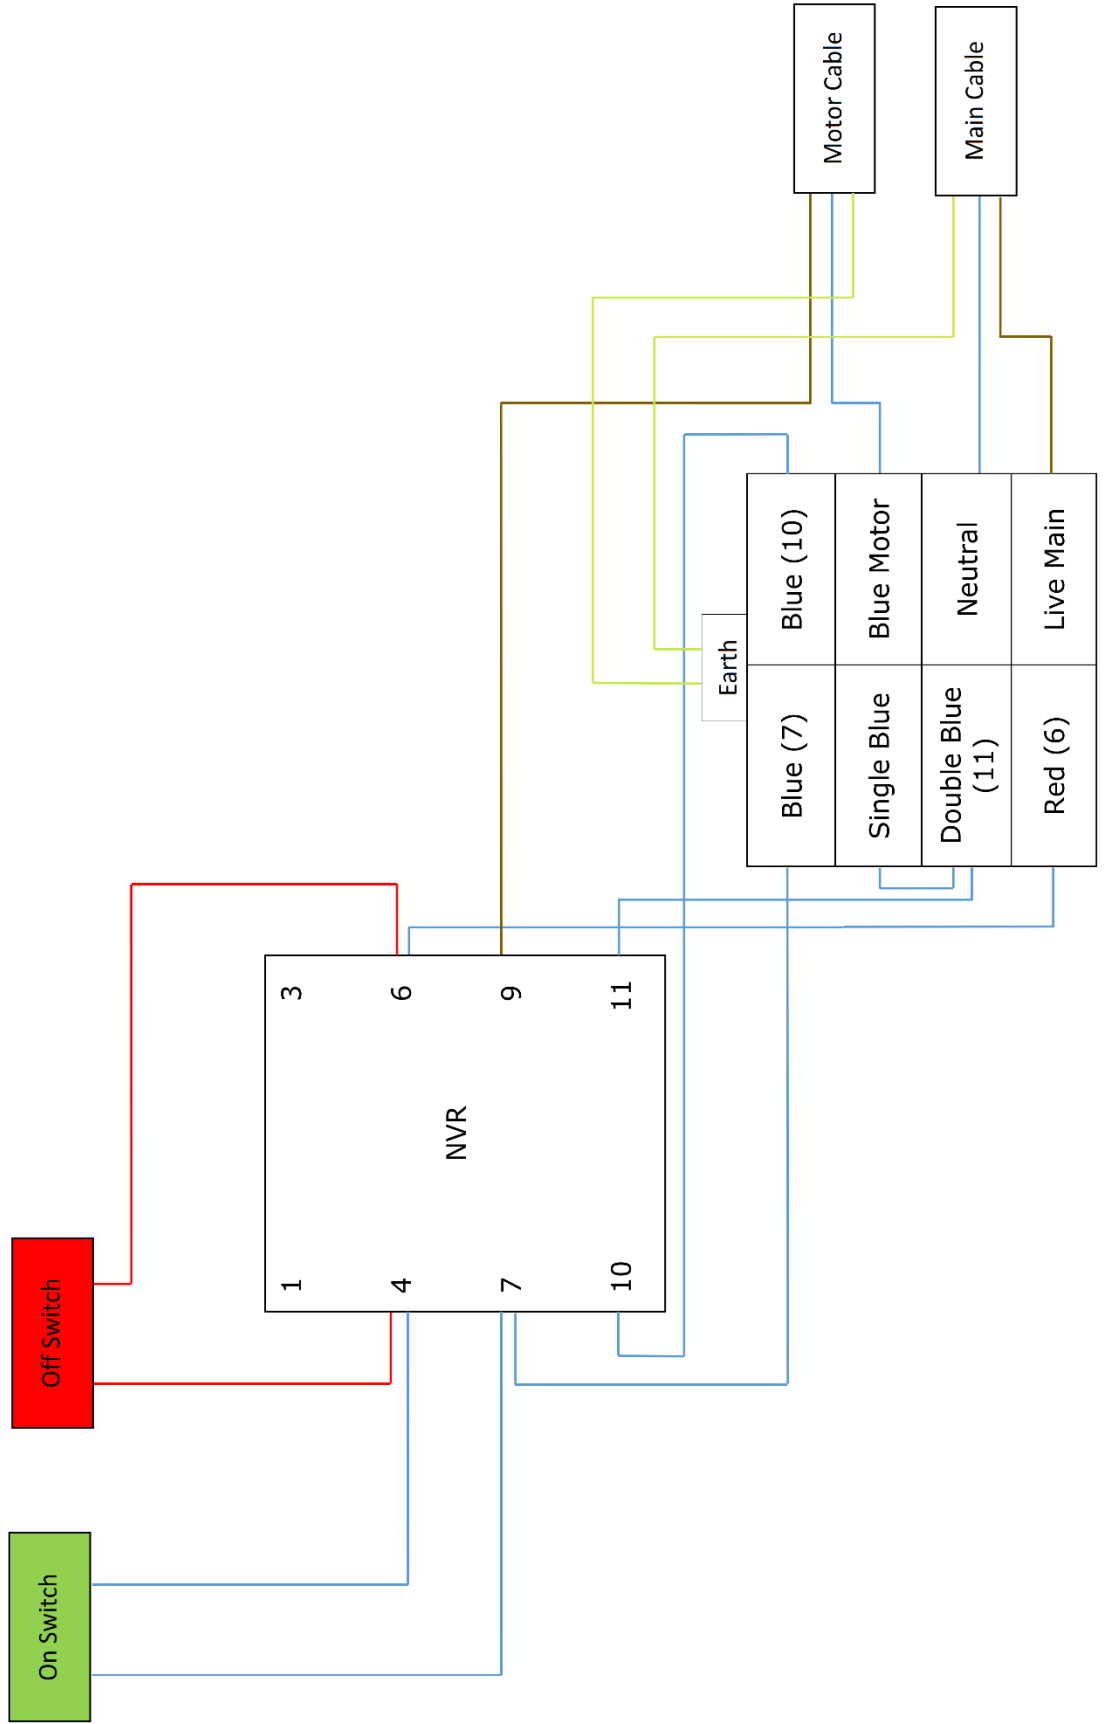 On Switch
Off Switch
1
3
4
6
NVR
7
9
10
11
Earth
Blue (7)
Blue (10)
Motor Cable
Single Blue
Blue Motor
Double Blue
(11)
Neutral
Main Cable
Red (6)
Live Main